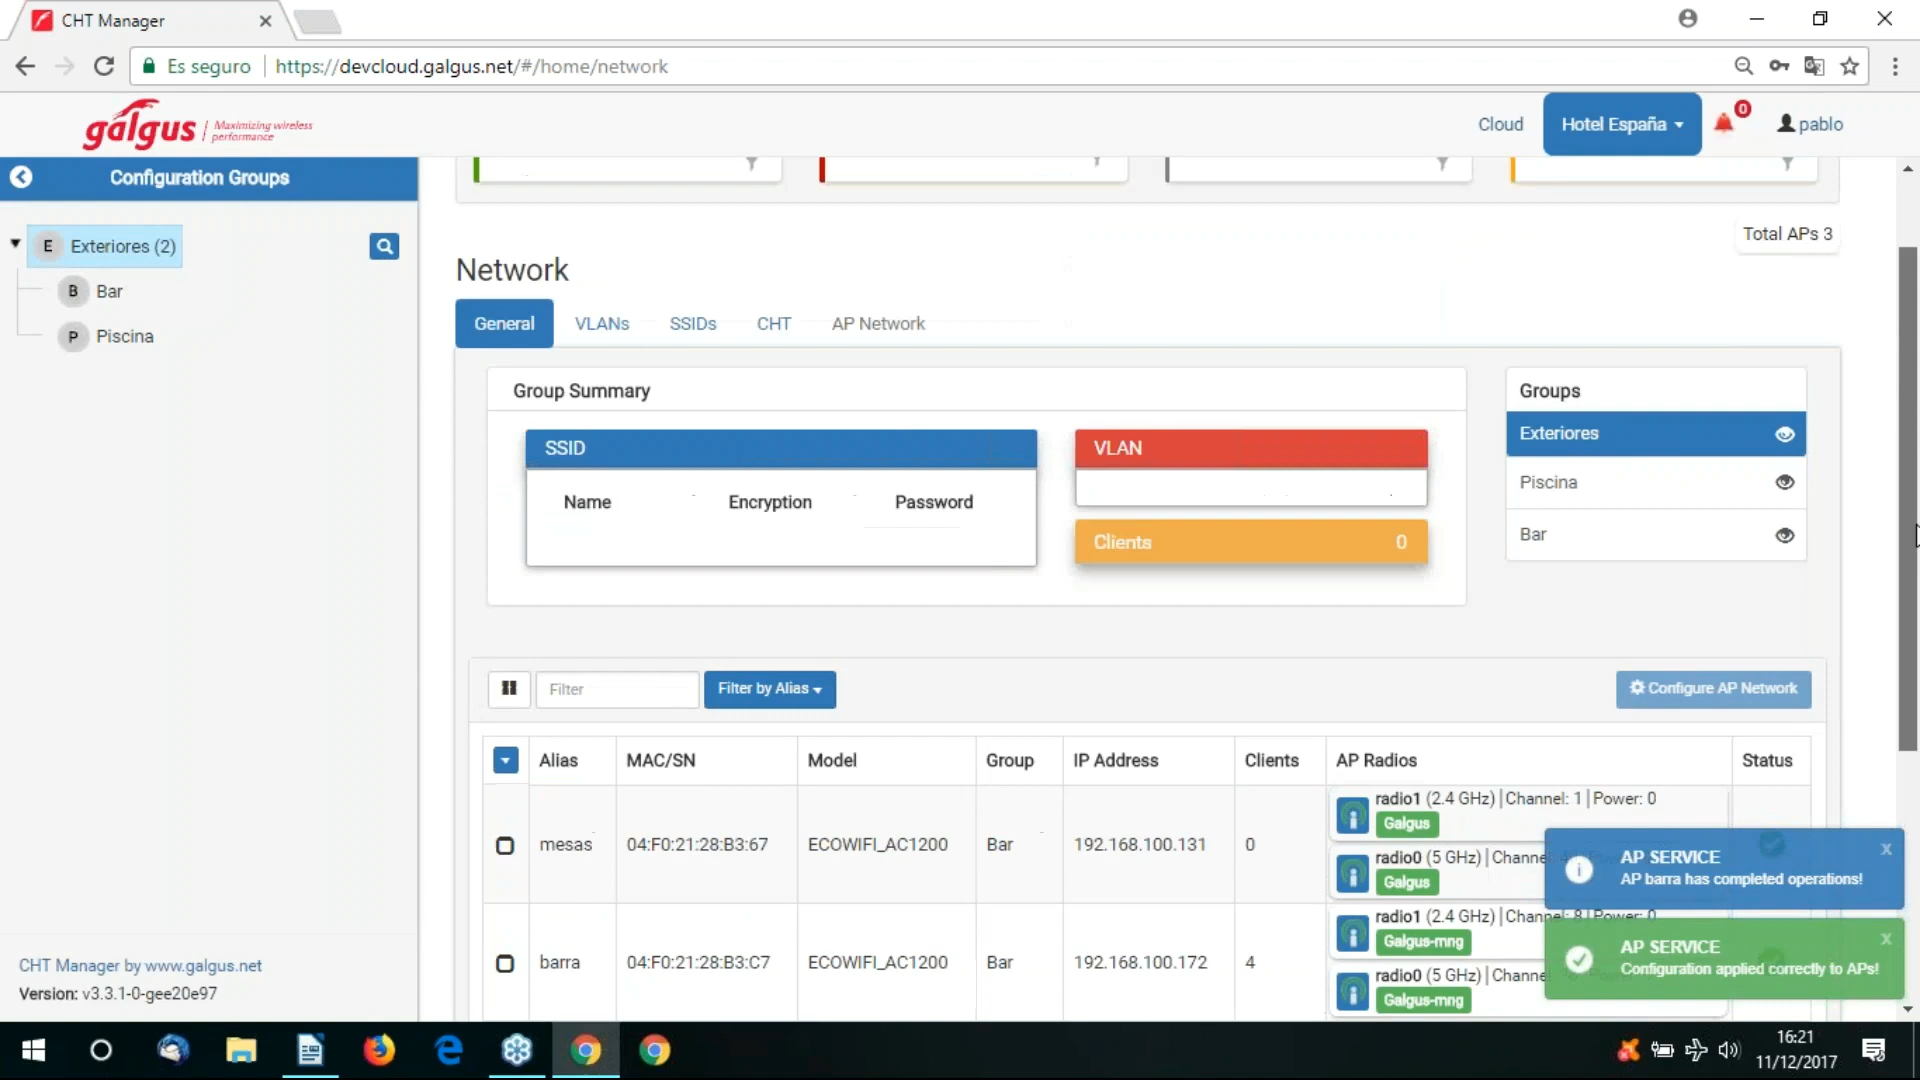 CHT Manager
Es seguro
https://devcloud.galgus.net/#/home/network
galgus
Maximizing wireless
performance
Cloud
Hotel España
0
pablo
Configuration Groups
E
Exteriores (2)
B
Bar
P
Piscina
Total APs 3
Network
General
VLANs
SSIDs
CHT
AP Network
Group Summary
SSID
Name
Encryption
Password
VLAN
Clients
0
Groups
Exteriores
Piscina
Bar
Filter
Filter by Alias
Configure AP Network
Alias
MAC/SN
Model
Group
IP Address
Clients
AP Radios
Status
mesas
04:F0:21:28:B3:67
ECOWIFI_AC1200
Bar
192.168.100.131
0
radio1 (2.4 GHz) | Channel: 1 | Power: 0
Galgus
radio0 (5 GHz) | Channel:
Galgus
barra
04:F0:21:28:B3:C7
ECOWIFI_AC1200
Bar
192.168.100.172
4
radio1 (2.4 GHz) | Channel: 8 | Power: 0
Galgus-mng
radio0 (5 GHz) | Channel:
Galgus-mng
AP SERVICE
x
AP barra has completed operations!
AP SERVICE
x
Configuration applied correctly to APs!
CHT Manager by www.galgus.net
Version: v3.3.1-0-gee20e97
16:21
11/12/2017